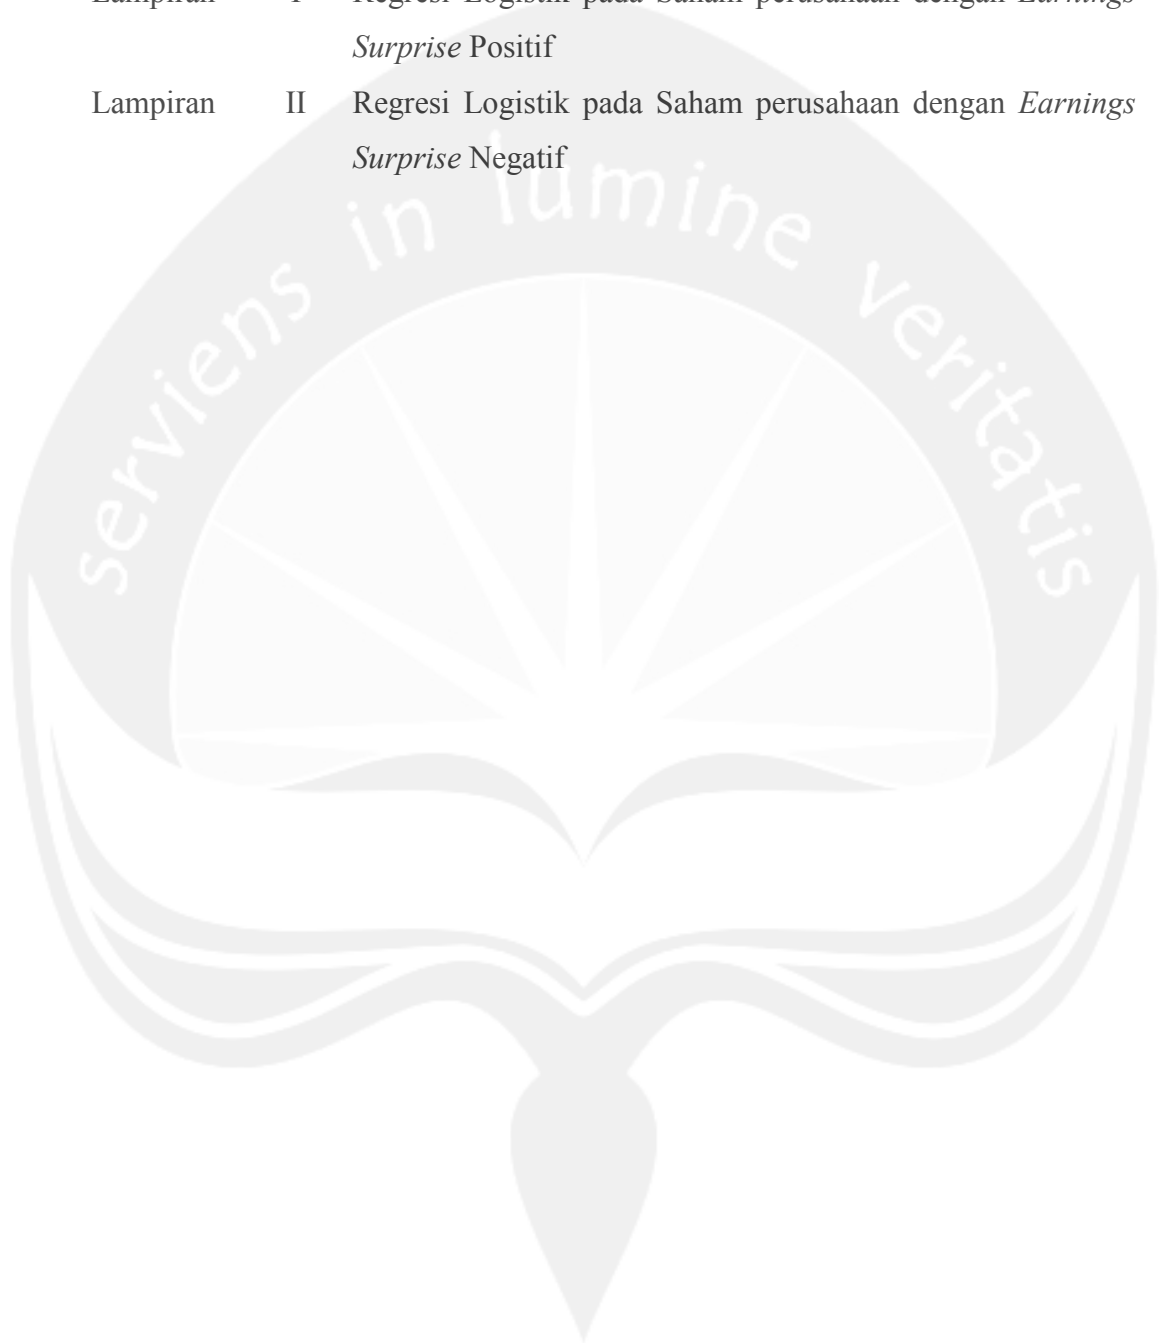 Lampiran I Regresi Logistik pada Saham perusahaan dengan Earnings
Surprise Positif
Lampiran II Regresi Logistik pada Saham perusahaan dengan Earnings
Surprise Negatif
serviens in lumine veritatis